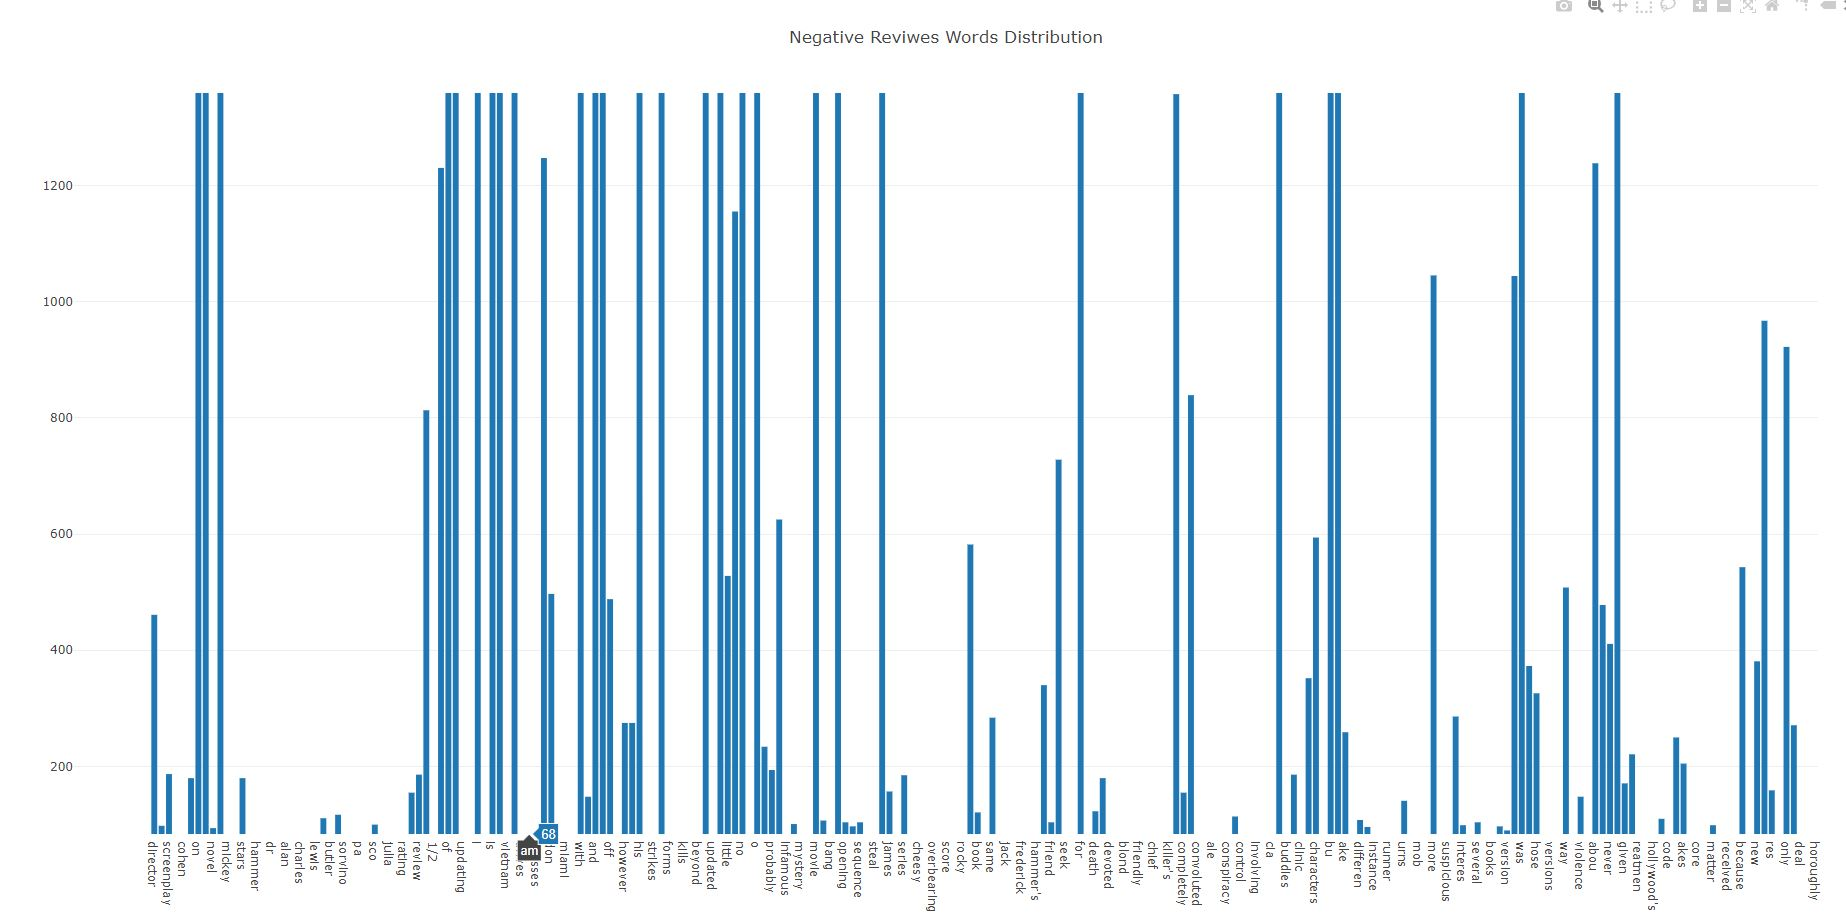 Negative Reviwes Words Distribution
1200
1000
800
600
400
200
68
am
director
screenplay
cohen
on
novel
mickey
stars
hammer
dr
alan
charles
lewis
butler
sorvino
pa
sco
julia
rating
review
1/2
of
updating
i
is
vietnam
miami
with
and
off
however
his
strikes
forms
kills
beyond
updated
little
no
o
probably
infamous
mystery
movie
bang
opening
sequence
steal
james
series
cheesy
overbearing
score
rocky
book
same
jack
frederick
hammer's
friend
seek
for
death
devoted
blond
friendly
chief
killer's
completely
convoluted
ale
conspiracy
control
involving
cla
buddies
clinic
characters
bu
ake
differen
instance
runner
urns
mob
more
suspicious
interes
several
books
version
was
hose
versions
way
violence
abou
never
given
reatmen
hollywood's
code
akes
core
matter
received
because
new
res
only
deal
horoughly